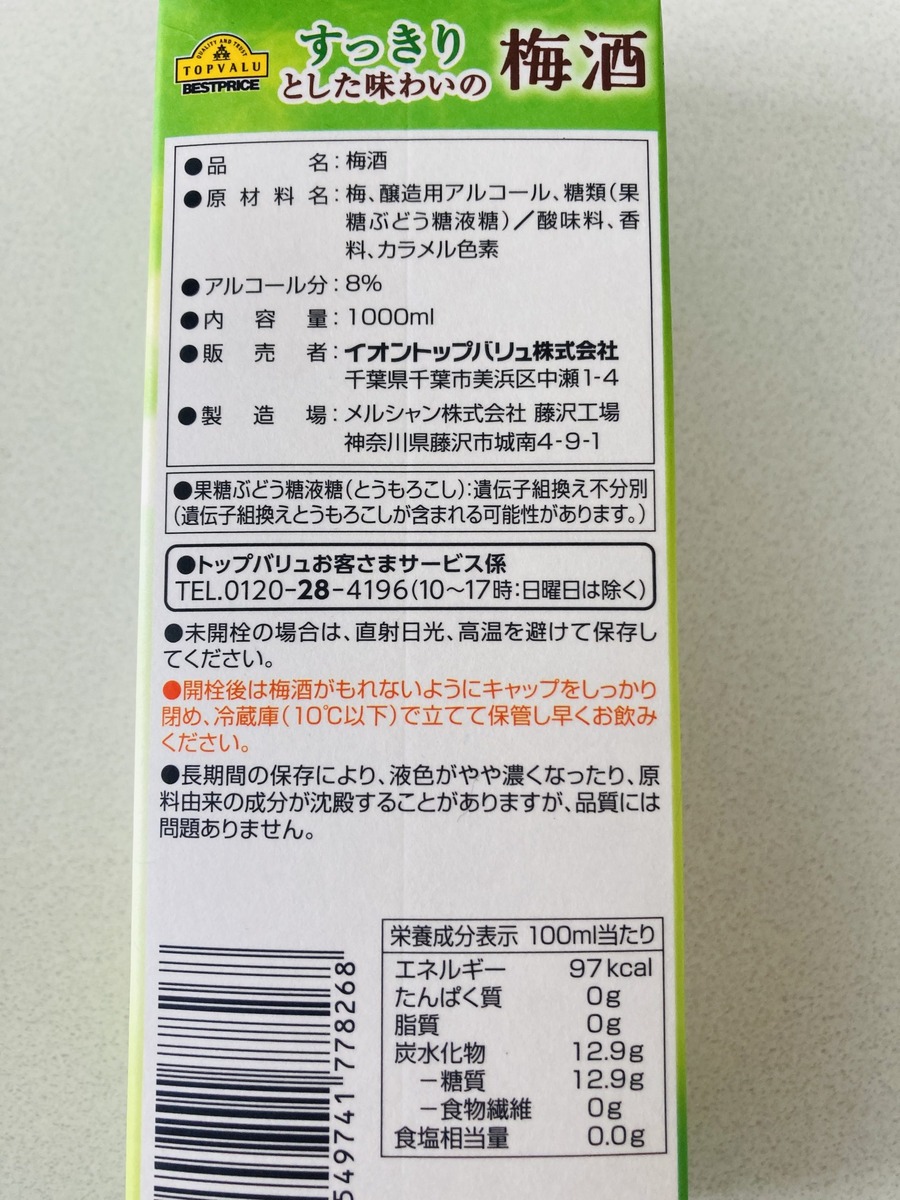 QUALITY AND TRUST
TOPVALU
BESTPRICE
すっきり
とした味わいの
梅酒
●品名：梅酒
●原材料名：梅、醸造用アルコール、糖類（果
糖ぶどう糖液糖）／酸味料、香
料、カラメル色素
●アルコール分：8%
●内容量：1000ml
●販売者：イオントップバリュ株式会社
千葉県千葉市美浜区中瀬1-4
●製造場：メルシャン株式会社 藤沢工場
神奈川県藤沢市城南4-9-1
●果糖ぶどう糖液糖（とうもろこし）：遺伝子組換え不分別
（遺伝子組換えとうもろこしが含まれる可能性があります。）
●トップバリュお客さまサービス係
TEL.0120-28-4196（10〜17時：日曜日は除く）
●未開栓の場合は、直射日光、高温を避けて保存し
てください。
●開栓後は梅酒がもれないようにキャップをしっかり
閉め、冷蔵庫（10℃以下）で立てて保管し早くお飲み
ください。
●長期間の保存により、液色がやや濃くなったり、原
料由来の成分が沈殿することがありますが、品質には
問題ありません。
栄養成分表示 100ml当たり
エネルギー 97kcal
たんぱく質 0g
脂質 0g
炭水化物 12.9g
－糖質 12.9g
－食物繊維 0g
食塩相当量 0.0g
549741 778268